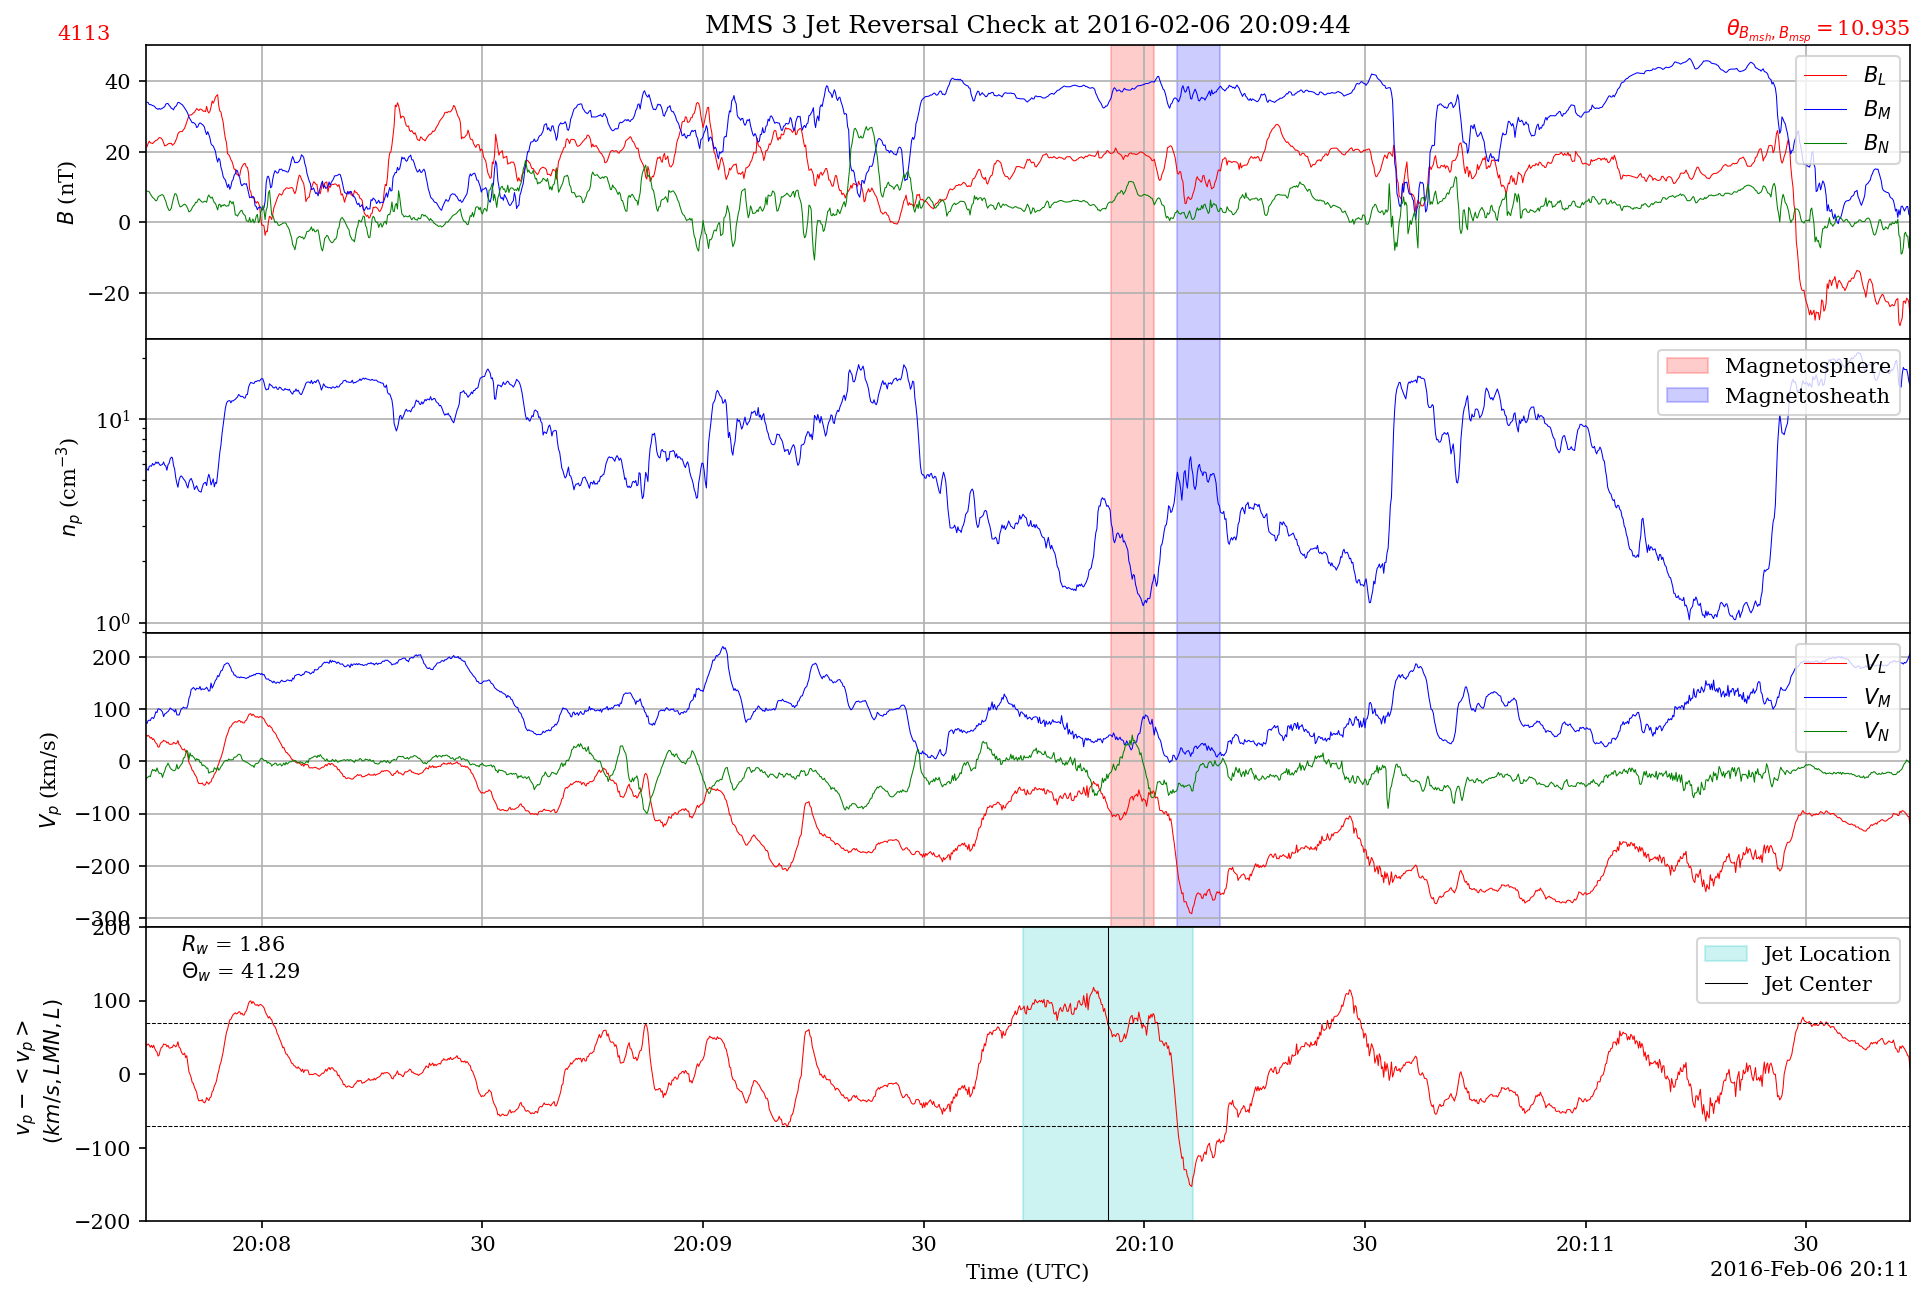 MMS 3 Jet Reversal Check at 2016-02-06 20:09:44
4113
θ_{B_{msh}, B_{msp}} = 10.935
40
20
0
−20
B (nT)
B_L
B_M
B_N
10^1
10^0
n_p (cm^{−3})
Magnetosphere
Magnetosheath
200
100
0
−100
−200
−300
V_p (km/s)
V_L
V_M
V_N
200
100
0
−100
−200
v_p − < v_p >
(km/s, LMN, L)
R_w = 1.86
Θ_w = 41.29
Jet Location
Jet Center
20:08 30 20:09 30 20:10 30 20:11 30
Time (UTC)
2016-Feb-06 20:11